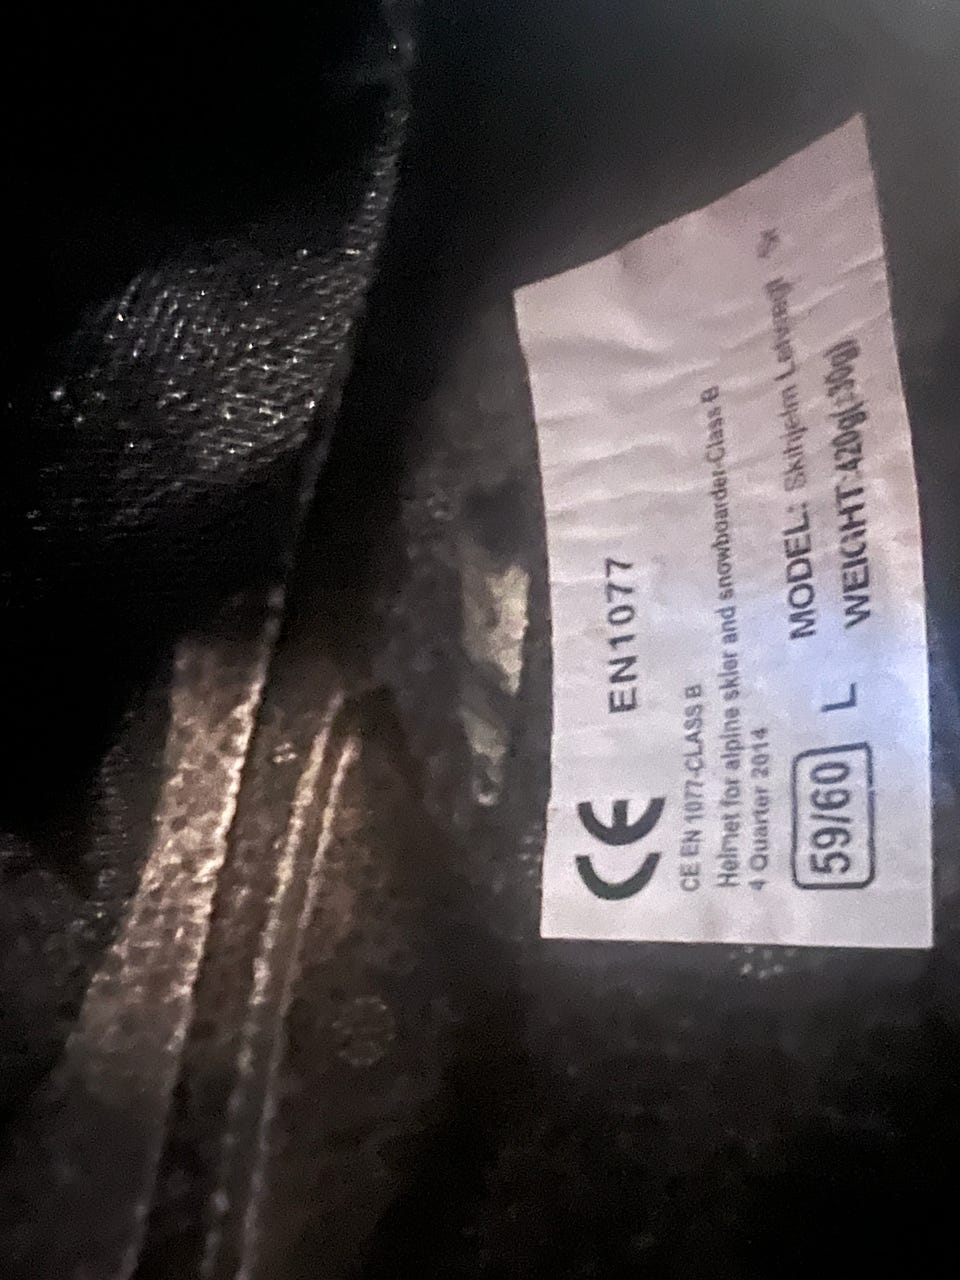 CE EN1077
CE EN 1077-CLASS B
Helmet for alpine skier and snowboarder-Class B
4 Quarter 2014
MODEL: Skihjelm
59/60 L WEIGHT:420g(±30g)